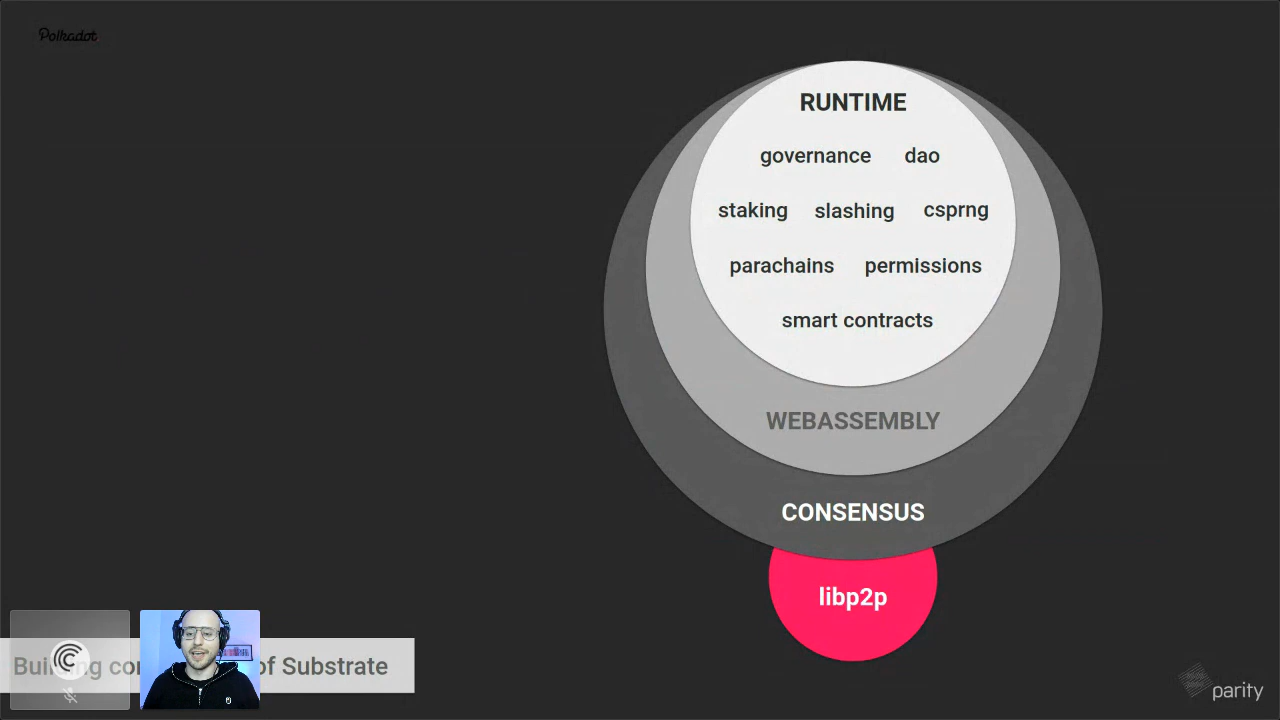 Polkadot.
RUNTIME
governance dao
staking slashing csprng
parachains permissions
smart contracts
WEBASSEMBLY
CONSENSUS
libp2p
of Substrate
parity